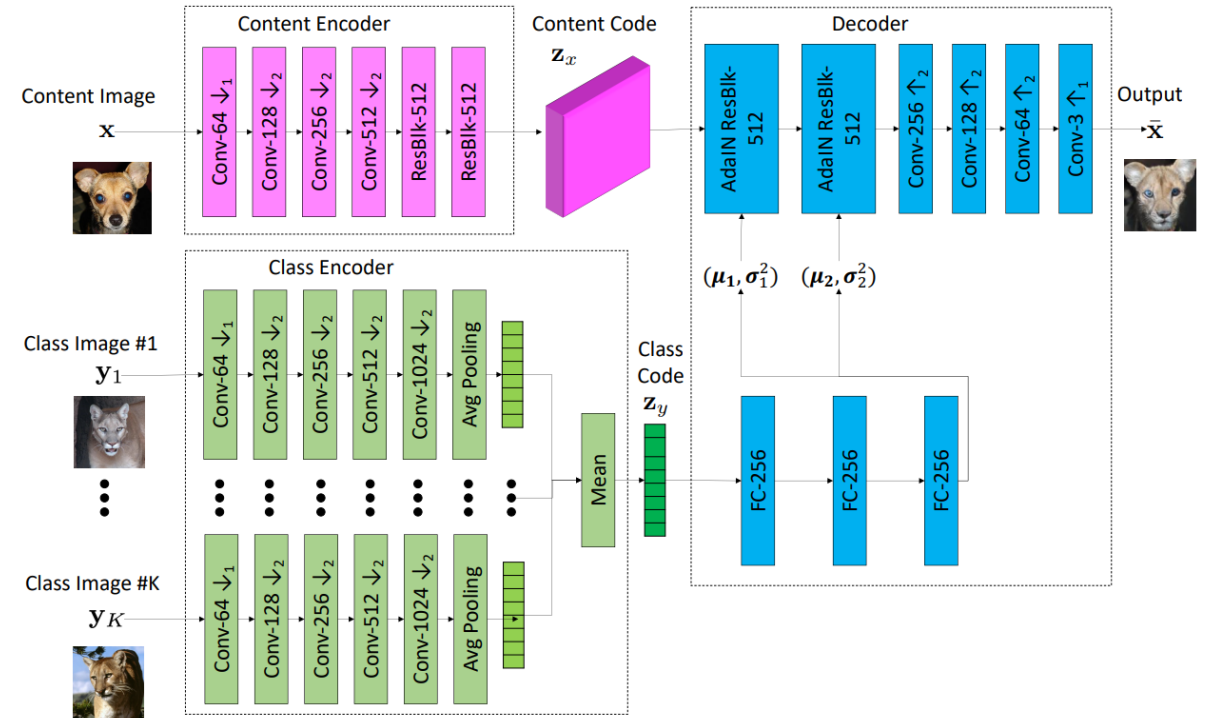 Content Encoder
Content Code
Decoder
z_x
Content Image
x
Conv-64 ↓1
Conv-128 ↓2
Conv-256 ↓2
Conv-512 ↓2
ResBlk-512
ResBlk-512
AdaIN ResBlk-
512
AdaIN ResBlk-
512
Conv-256 ↑2
Conv-128 ↑2
Conv-64 ↑2
Conv-3 ↑1
Output
x̄
Class Encoder
(μ1, σ1²)
(μ2, σ2²)
Class Image #1
y1
Conv-64 ↓1
Conv-128 ↓2
Conv-256 ↓2
Conv-512 ↓2
Conv-1024 ↓2
Avg Pooling
Class
Code
z_y
Mean
FC-256
FC-256
FC-256
Class Image #K
y_K
Conv-64 ↓1
Conv-128 ↓2
Conv-256 ↓2
Conv-512 ↓2
Conv-1024 ↓2
Avg Pooling